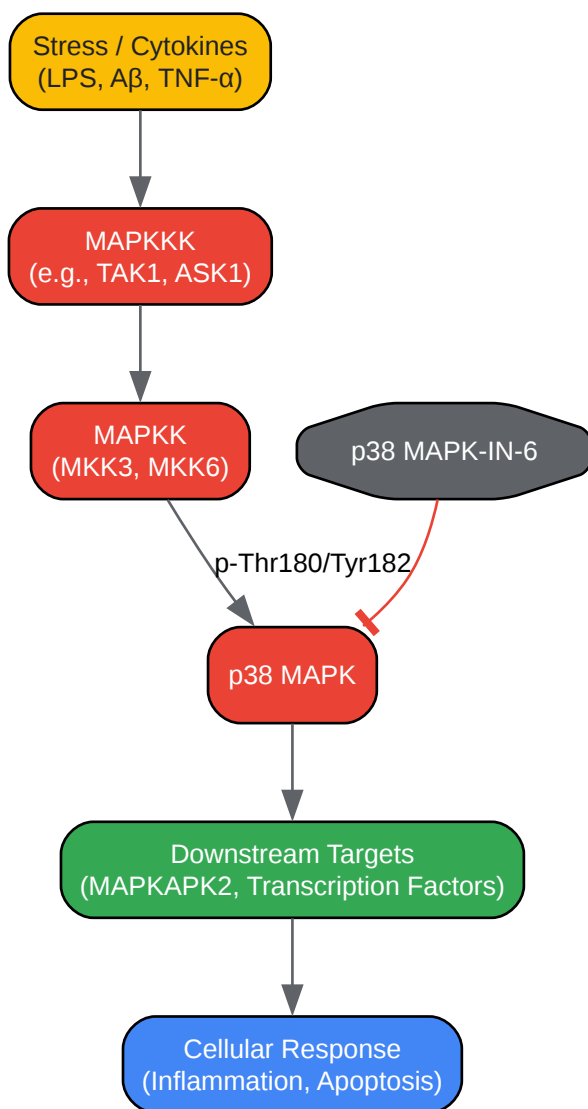 Stress / Cytokines
(LPS, Aβ, TNF-α)
MAPKKK
(e.g., TAK1, ASK1)
MAPKK
(MKK3, MKK6)
p38 MAPK-IN-6
p-Thr180/Tyr182
p38 MAPK
Downstream Targets
(MAPKAPK2, Transcription Factors)
Cellular Response
(Inflammation, Apoptosis)